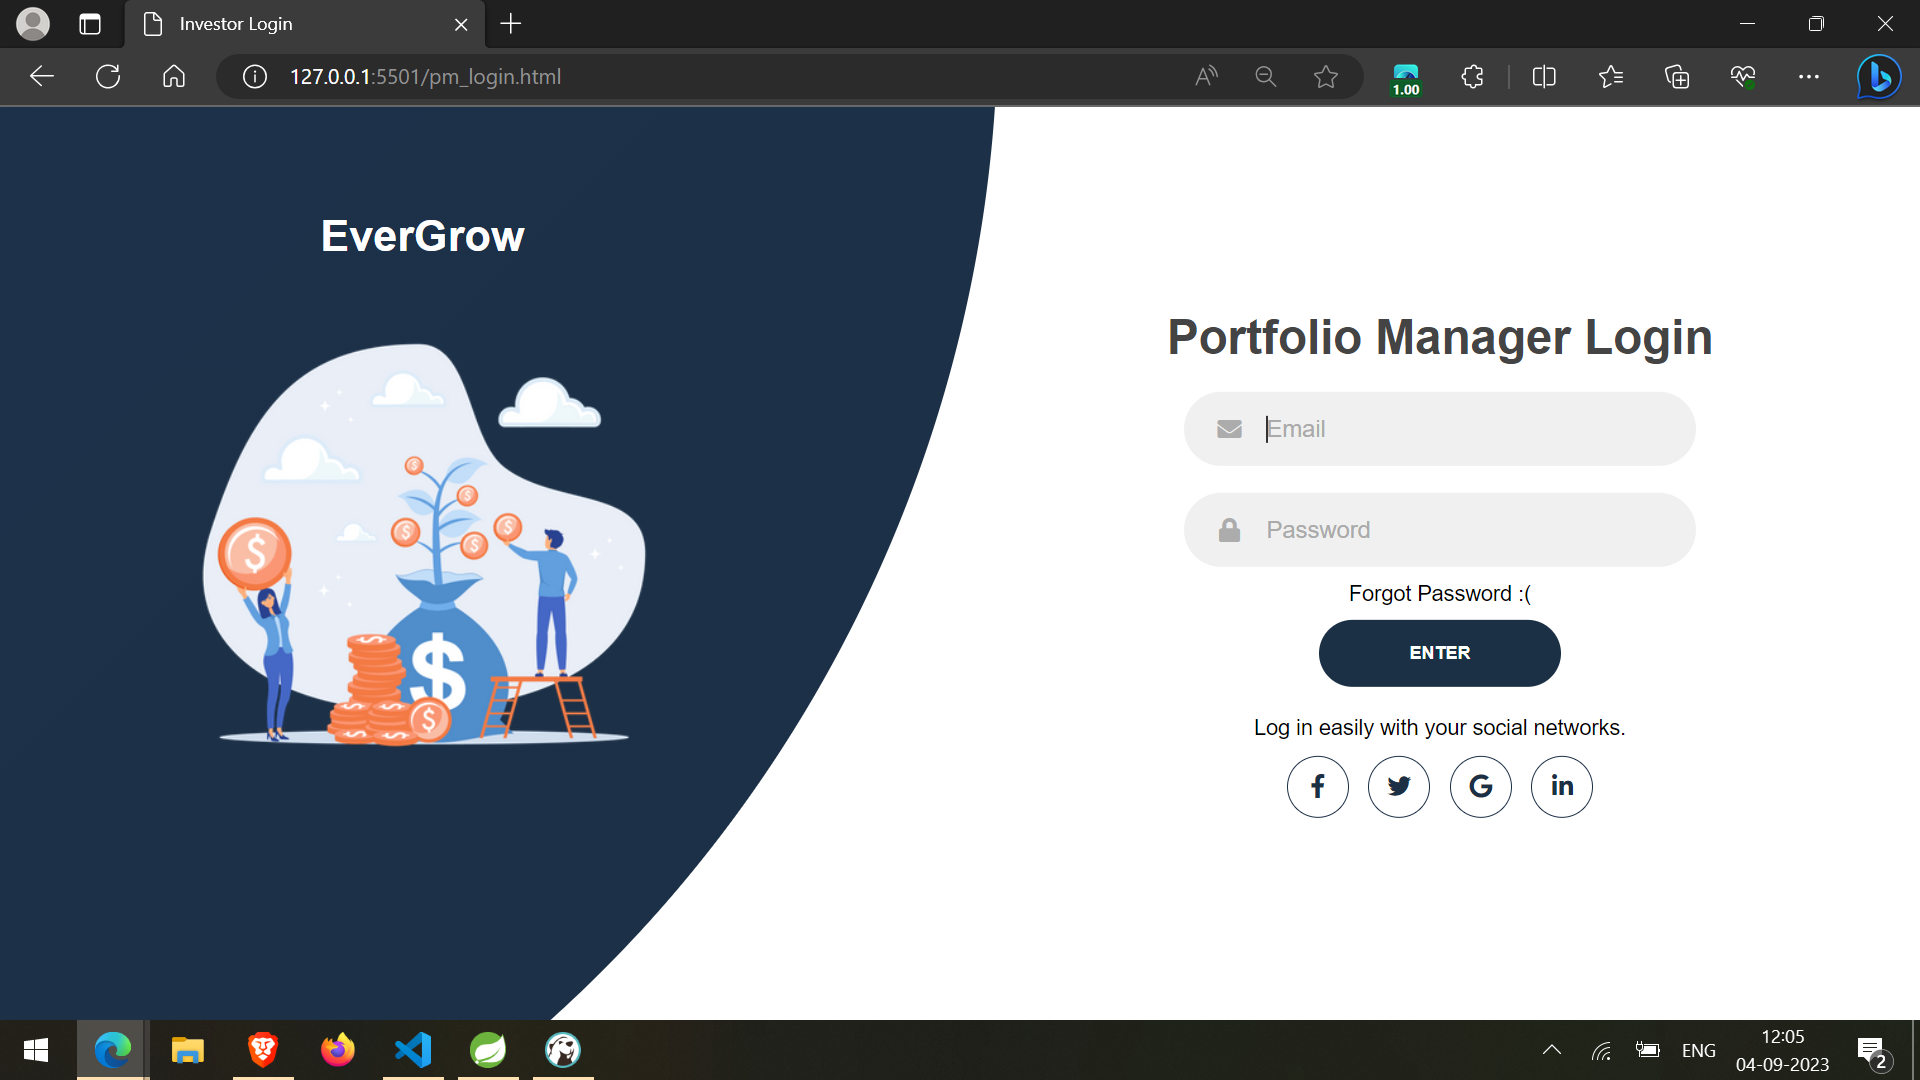 Investor Login
127.0.0.1:5501/pm_login.html
1.00
EverGrow
Portfolio Manager Login
Email
Password
Forgot Password :(
ENTER
Log in easily with your social networks.
ENG
12:05
04-09-2023
2